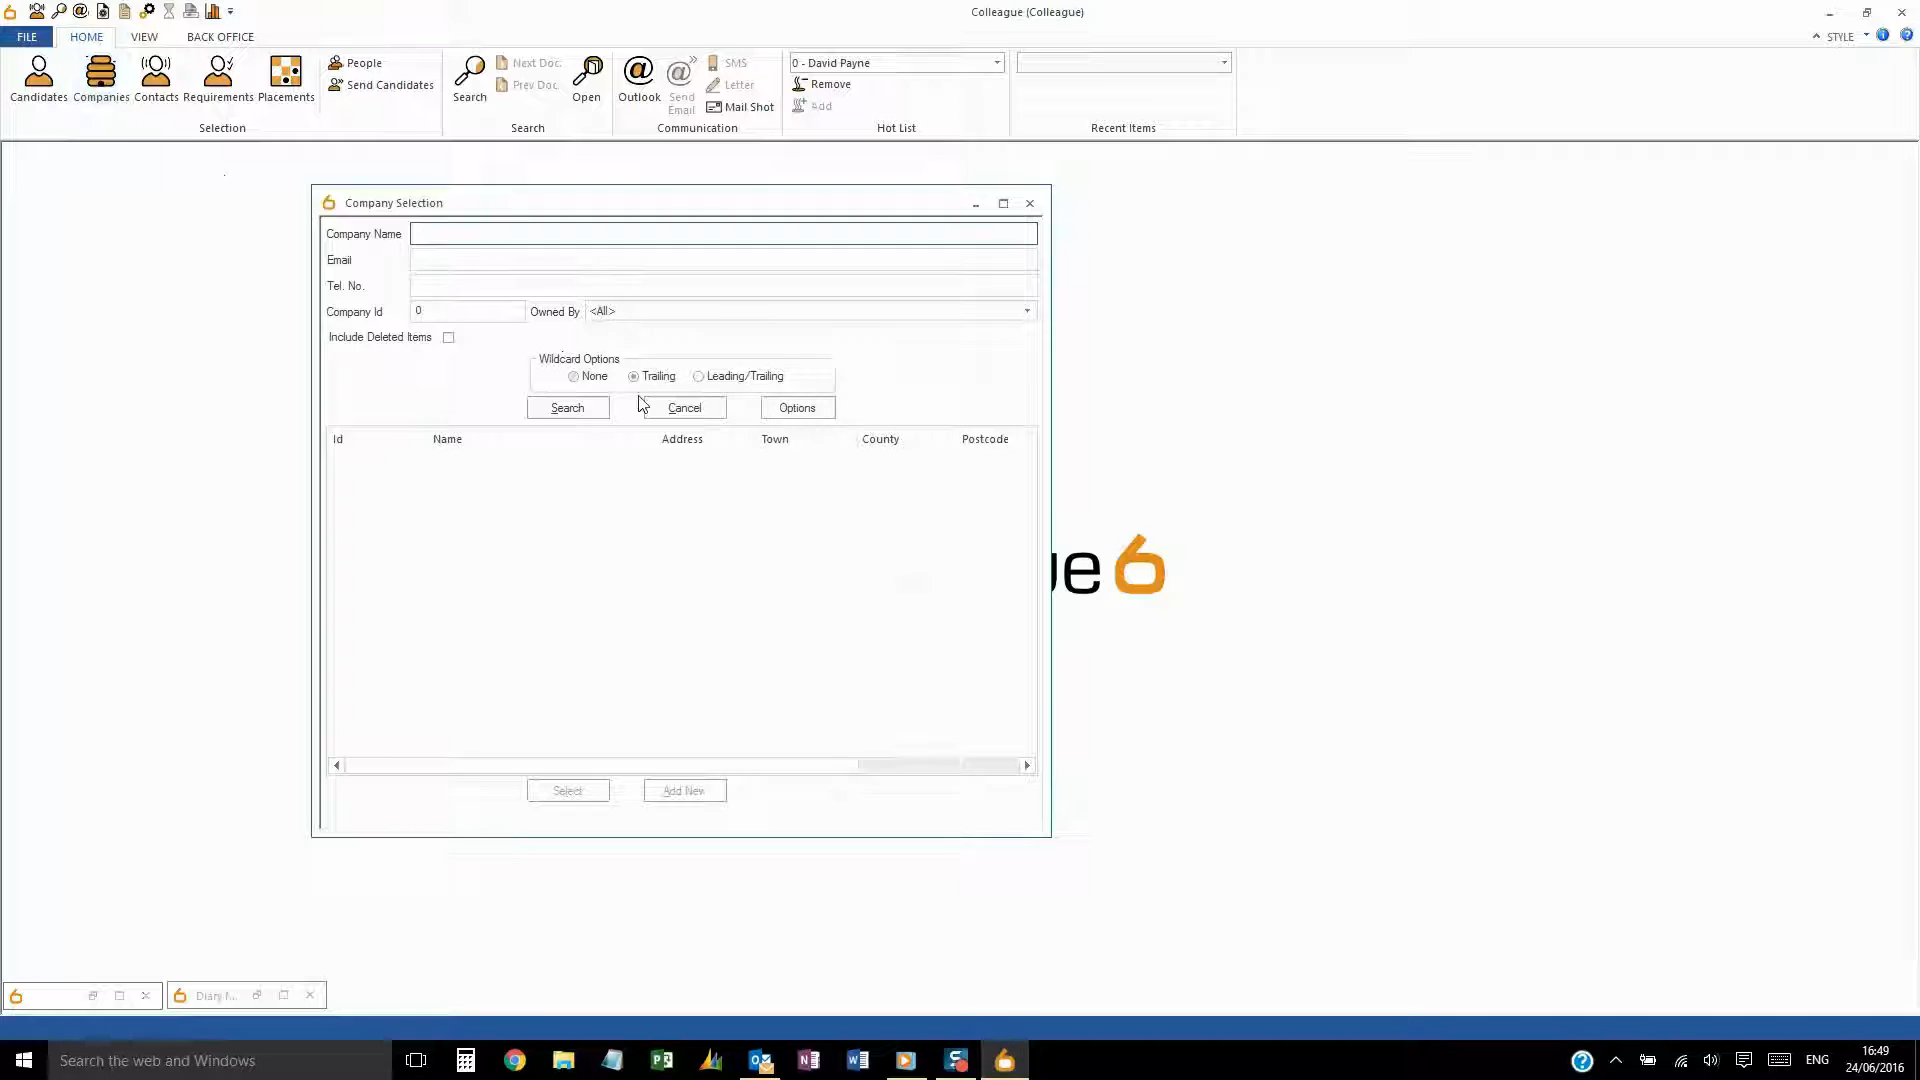 Colleague (Colleague)
FILE HOME VIEW BACK OFFICE STYLE
Candidates Companies Contacts Requirements Placements
People
Send Candidates
Selection
Search
Next Doc.
Prev Doc.
Open
Search
Outlook
Send Email
SMS
Letter
Mail Shot
Communication
0 - David Payne
Remove
Add
Hot List
Recent Items
Company Selection
Company Name
Email
Tel. No.
Company Id 0 Owned By <All>
Include Deleted Items
Wildcard Options
None Trailing Leading/Trailing
Search Cancel Options
Id Name Address Town County Postcode
ue6
Select Add New
Diary M...
Search the web and Windows
ENG
16:49
24/06/2016